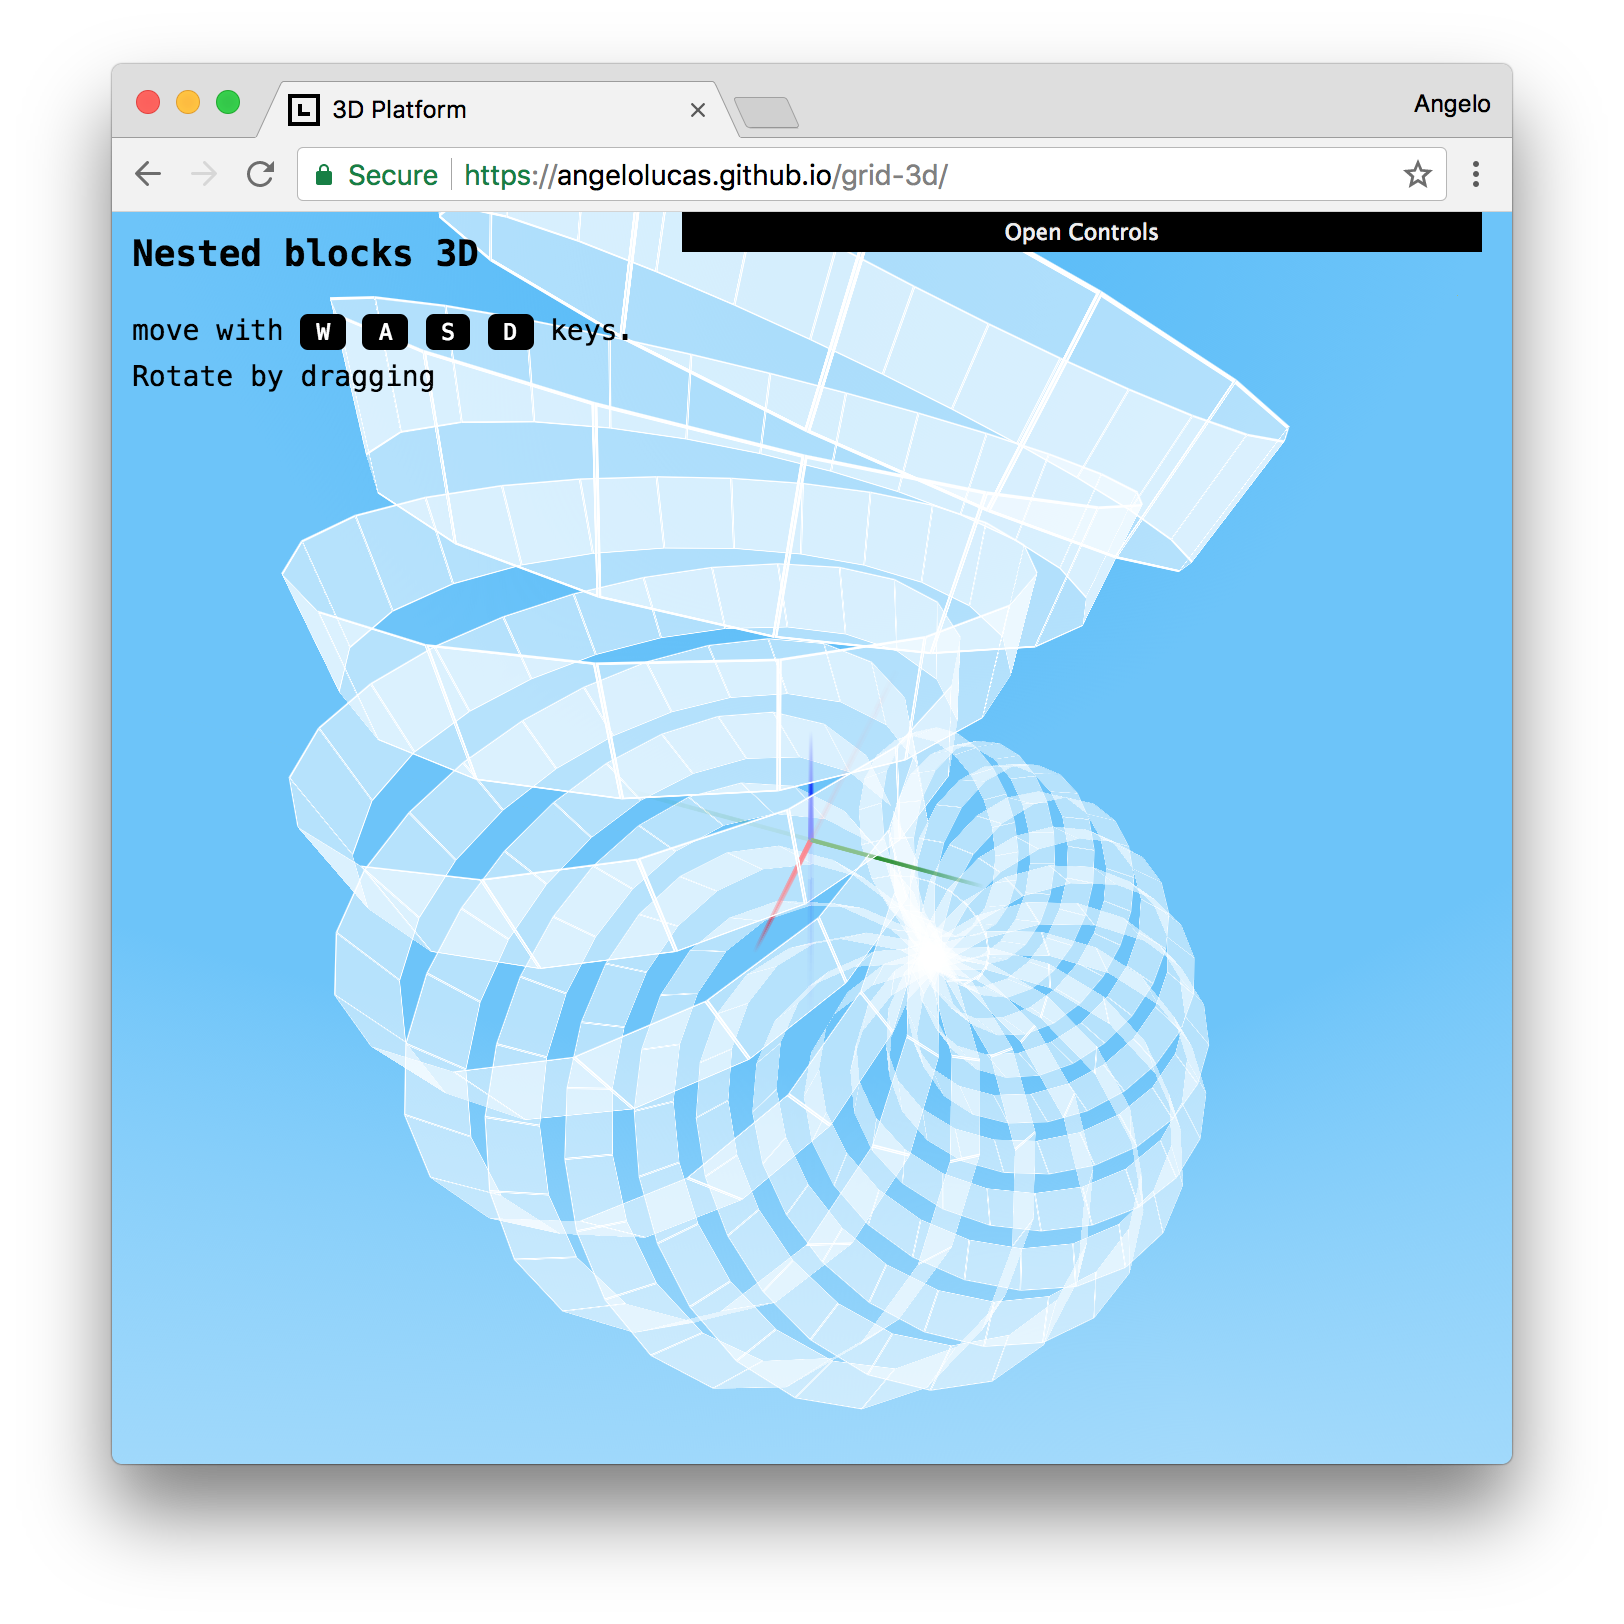 3D Platform
Angelo
Secure https://angelolucas.github.io/grid-3d/
Open Controls
Nested blocks 3D
move with W A S D keys.
Rotate by dragging